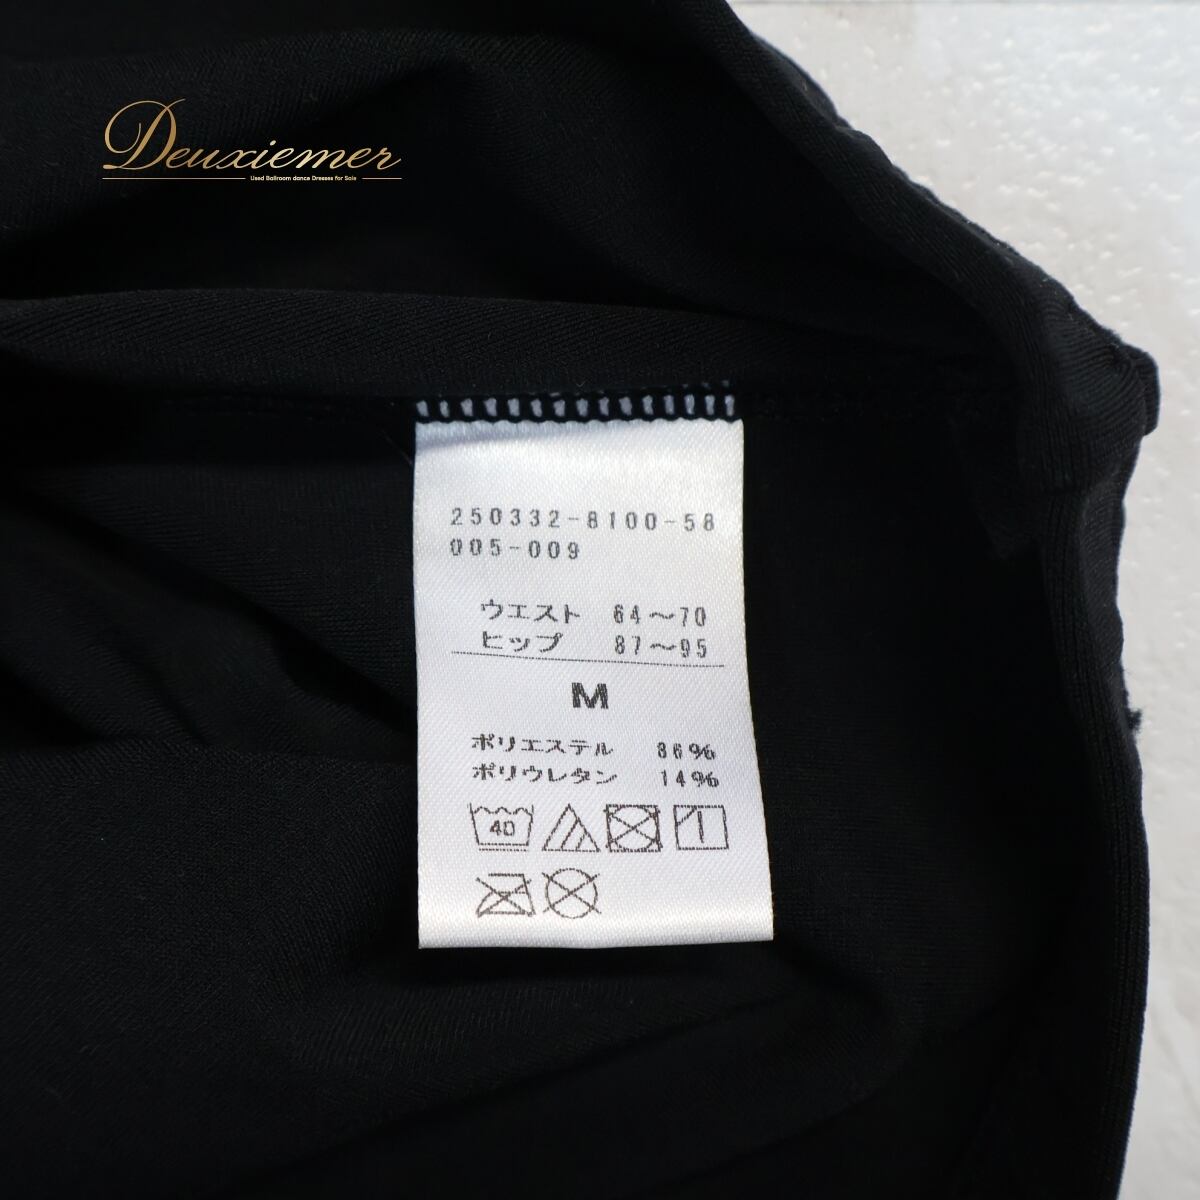 Deuxiemer
Used Ballroom dance Dresses for Sale
250332-8100-58
005-009
ウエスト 64～70
ヒップ 87～95
M
ポリエステル 86%
ポリウレタン 14%
40